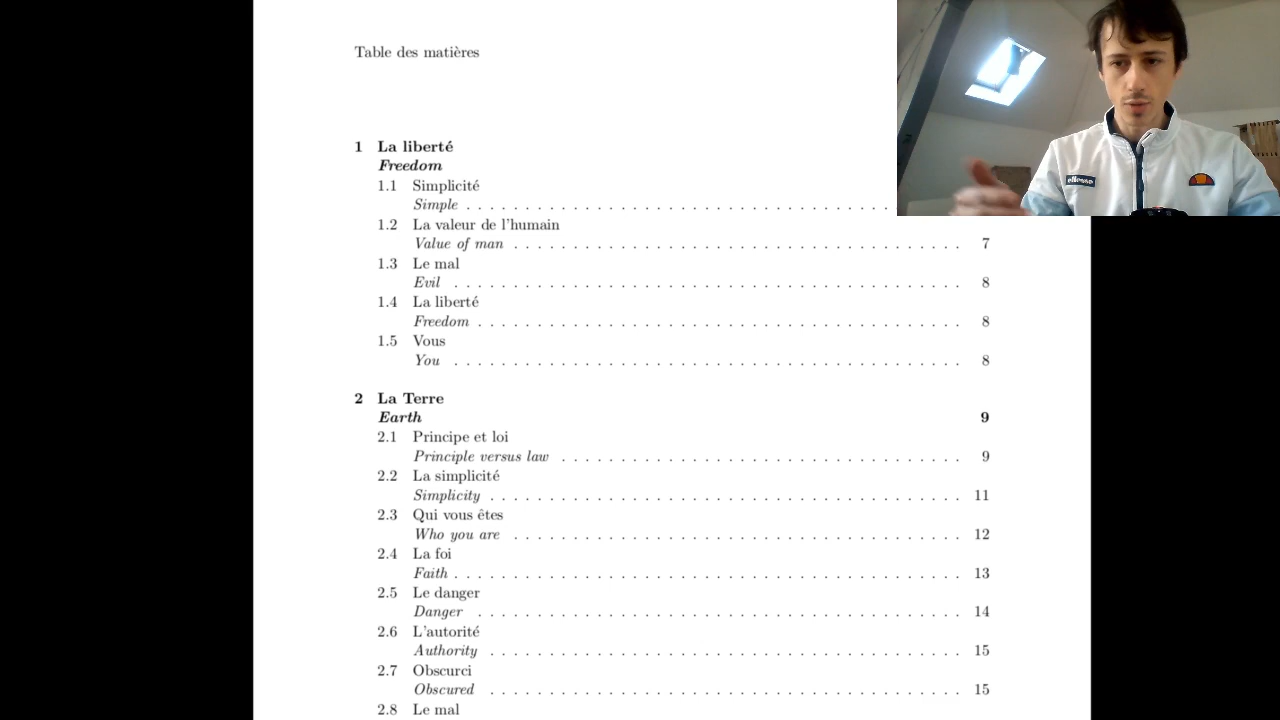 Table des matières
1 La liberté
Freedom
1.1 Simplicité
Simple . . . . . . . . . . . . . . . . . . . . . . . . . . . . . . . . . . . .
1.2 La valeur de l'humain
Value of man . . . . . . . . . . . . . . . . . . . . . . . . . . . . . . . . . . . . . . 7
1.3 Le mal
Evil . . . . . . . . . . . . . . . . . . . . . . . . . . . . . . . . . . . . . . . . . . . 8
1.4 La liberté
Freedom . . . . . . . . . . . . . . . . . . . . . . . . . . . . . . . . . . . . . . . . . 8
1.5 Vous
You . . . . . . . . . . . . . . . . . . . . . . . . . . . . . . . . . . . . . . . . . . . 8
2 La Terre
Earth 9
2.1 Principe et loi
Principle versus law . . . . . . . . . . . . . . . . . . . . . . . . . . . . . . . . . . 9
2.2 La simplicité
Simplicity . . . . . . . . . . . . . . . . . . . . . . . . . . . . . . . . . . . . . . . . 11
2.3 Qui vous êtes
Who you are . . . . . . . . . . . . . . . . . . . . . . . . . . . . . . . . . . . . . . 12
2.4 La foi
Faith . . . . . . . . . . . . . . . . . . . . . . . . . . . . . . . . . . . . . . . . . . . 13
2.5 Le danger
Danger . . . . . . . . . . . . . . . . . . . . . . . . . . . . . . . . . . . . . . . . . 14
2.6 L'autorité
Authority . . . . . . . . . . . . . . . . . . . . . . . . . . . . . . . . . . . . . . . . 15
2.7 Obscurci
Obscured . . . . . . . . . . . . . . . . . . . . . . . . . . . . . . . . . . . . . . . . 15
2.8 Le mal
ellesse